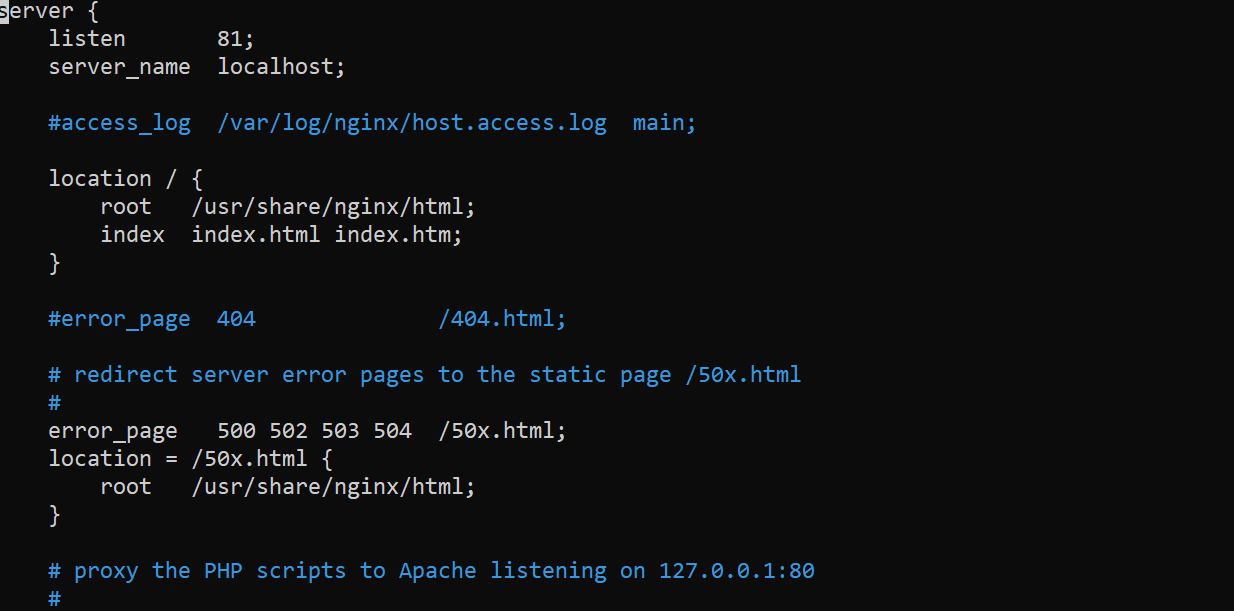 server {
    listen       81;
    server_name  localhost;

    #access_log  /var/log/nginx/host.access.log  main;

    location / {
        root   /usr/share/nginx/html;
        index  index.html index.htm;
    }

    #error_page  404              /404.html;

    # redirect server error pages to the static page /50x.html
    #
    error_page   500 502 503 504  /50x.html;
    location = /50x.html {
        root   /usr/share/nginx/html;
    }

    # proxy the PHP scripts to Apache listening on 127.0.0.1:80
    #